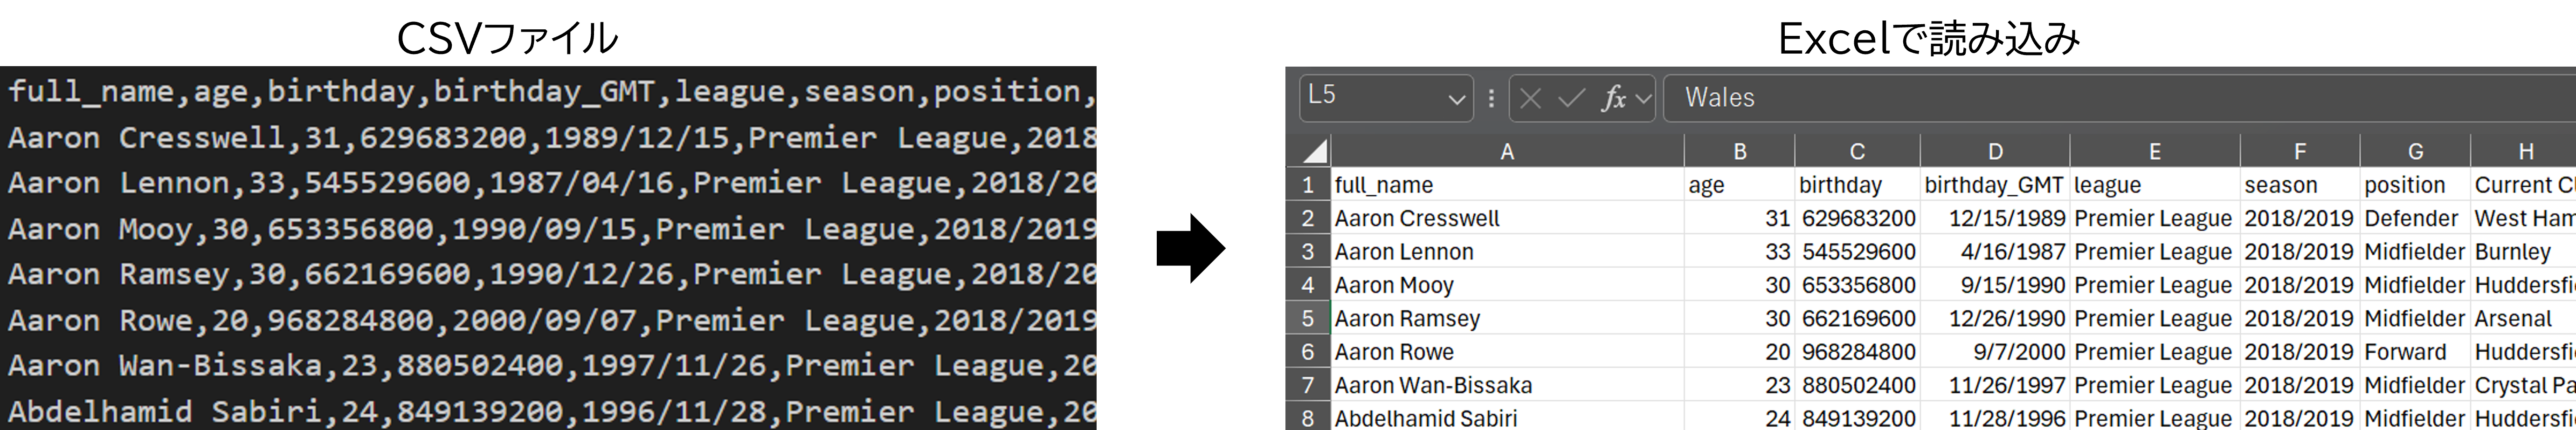 CSVファイル
full_name,age,birthday,birthday_GMT,league,season,position,
Aaron Cresswell,31,629683200,1989/12/15,Premier League,2018
Aaron Lennon,33,545529600,1987/04/16,Premier League,2018/20
Aaron Mooy,30,653356800,1990/09/15,Premier League,2018/2019
Aaron Ramsey,30,662169600,1990/12/26,Premier League,2018/20
Aaron Rowe,20,968284800,2000/09/07,Premier League,2018/2019
Aaron Wan-Bissaka,23,880502400,1997/11/26,Premier League,20
Abdelhamid Sabiri,24,849139200,1996/11/28,Premier League,20
Excelで読み込み
L5 fx Wales
A B C D E F G H
1 full_name age birthday birthday_GMT league season position Current Cl
2 Aaron Cresswell 31 629683200 12/15/1989 Premier League 2018/2019 Defender West Ham
3 Aaron Lennon 33 545529600 4/16/1987 Premier League 2018/2019 Midfielder Burnley
4 Aaron Mooy 30 653356800 9/15/1990 Premier League 2018/2019 Midfielder Huddersfi
5 Aaron Ramsey 30 662169600 12/26/1990 Premier League 2018/2019 Midfielder Arsenal
6 Aaron Rowe 20 968284800 9/7/2000 Premier League 2018/2019 Forward Huddersfi
7 Aaron Wan-Bissaka 23 880502400 11/26/1997 Premier League 2018/2019 Midfielder Crystal Pa
8 Abdelhamid Sabiri 24 849139200 11/28/1996 Premier League 2018/2019 Midfielder Huddersfi